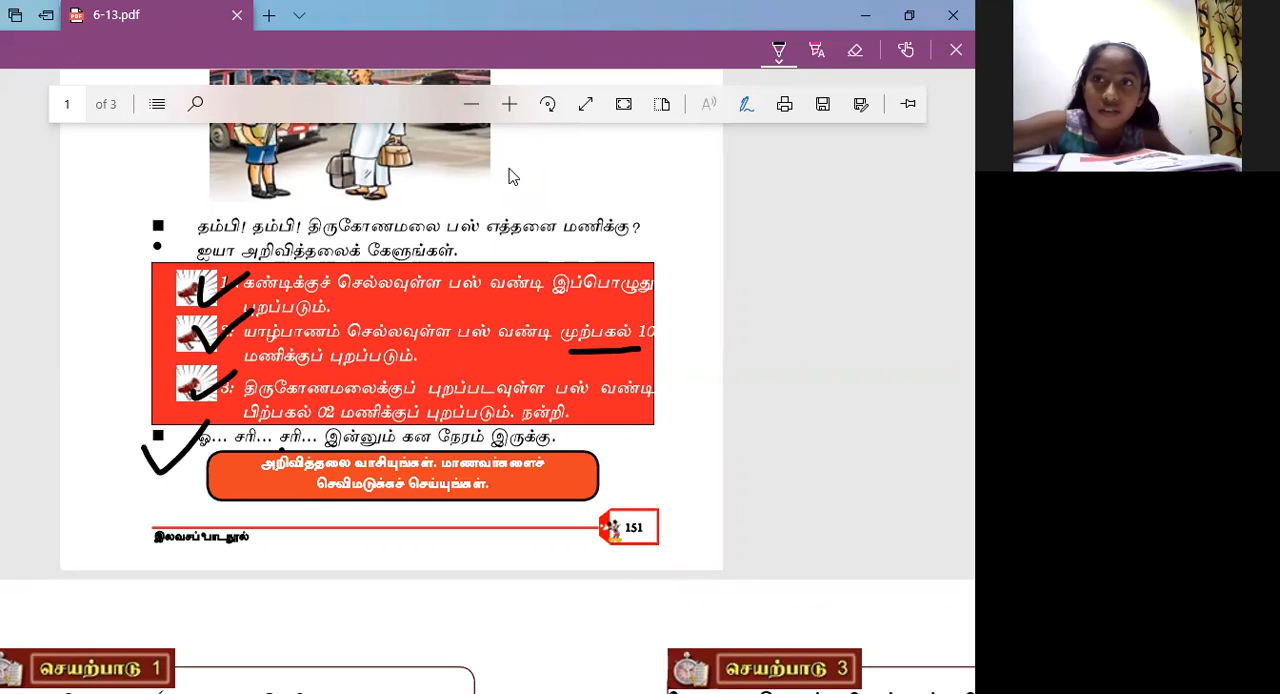 6-13.pdf
1 of 3
தம்பி! தம்பி! திருகோணமலை பஸ் எத்தனை மணிக்கு?
ஐயா அறிவித்தலைக் கேளுங்கள்.
கண்டிக்குச் செல்லவுள்ள பஸ் வண்டி இப்பொழுது
புறப்படும்.
யாழ்பாணம் செல்லவுள்ள பஸ் வண்டி முற்பகல் 10
மணிக்குப் புறப்படும்.
3: திருகோணமலைக்குப் புறப்படவுள்ள பஸ் வண்டி
பிற்பகல் 02 மணிக்குப் புறப்படும். நன்றி.
ஓ... சரி... சரி... இன்னும் கன நேரம் இருக்கு.
அறிவித்தலை வாசியுங்கள். மாணவர்களைச்
செவிமடுக்கச் செய்யுங்கள்.
151
இலவசப் பாடநூல்
செயற்பாடு 1
செயற்பாடு 3